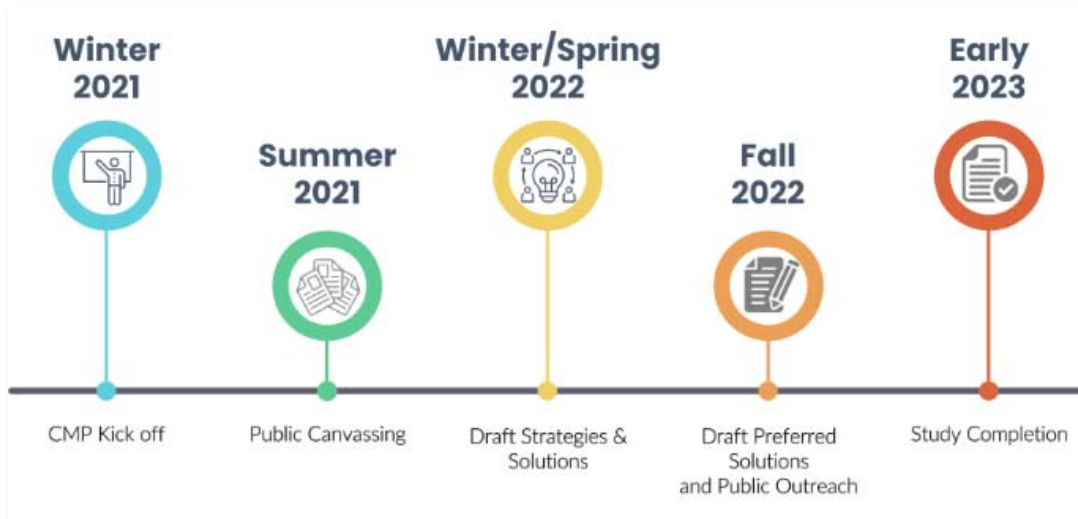 Winter
2021
CMP Kick off
Summer
2021
Public Canvassing
Winter/Spring
2022
Draft Strategies &
Solutions
Fall
2022
Draft Preferred
Solutions
and Public Outreach
Early
2023
Study Completion